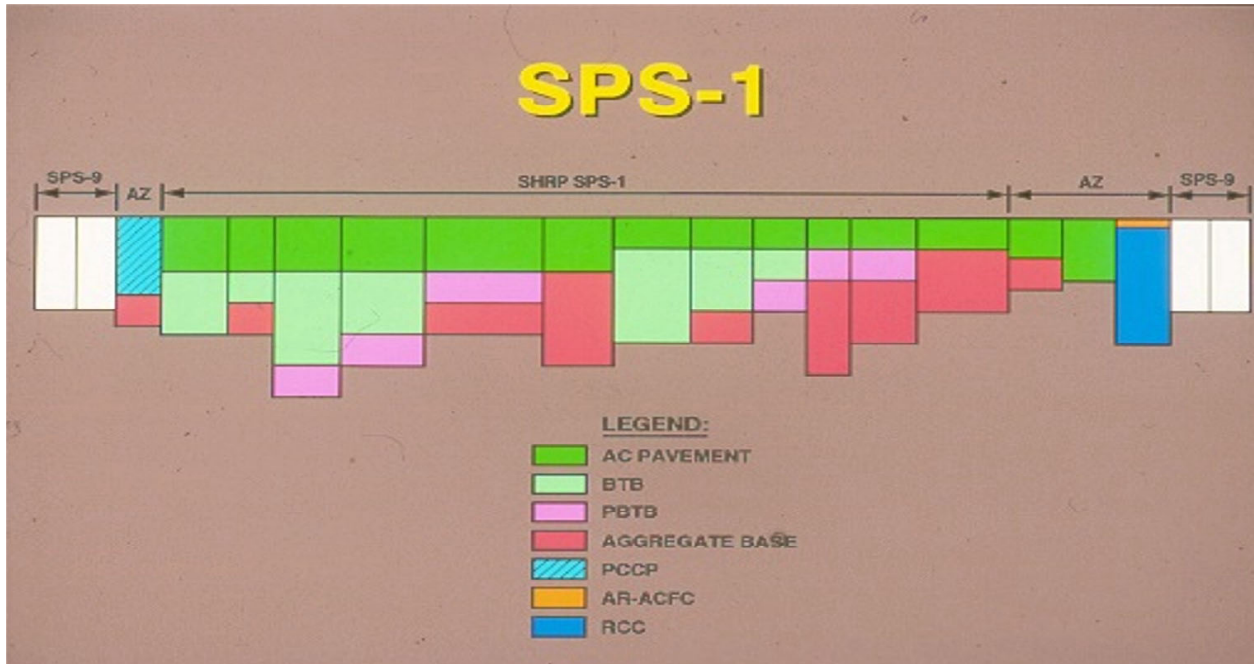 SPS-1
SPS-9 AZ SHRP SPS-1 AZ SPS-9
LEGEND:
AC PAVEMENT
BTB
PBTB
AGGREGATE BASE
PCCP
AR-ACFC
RCC